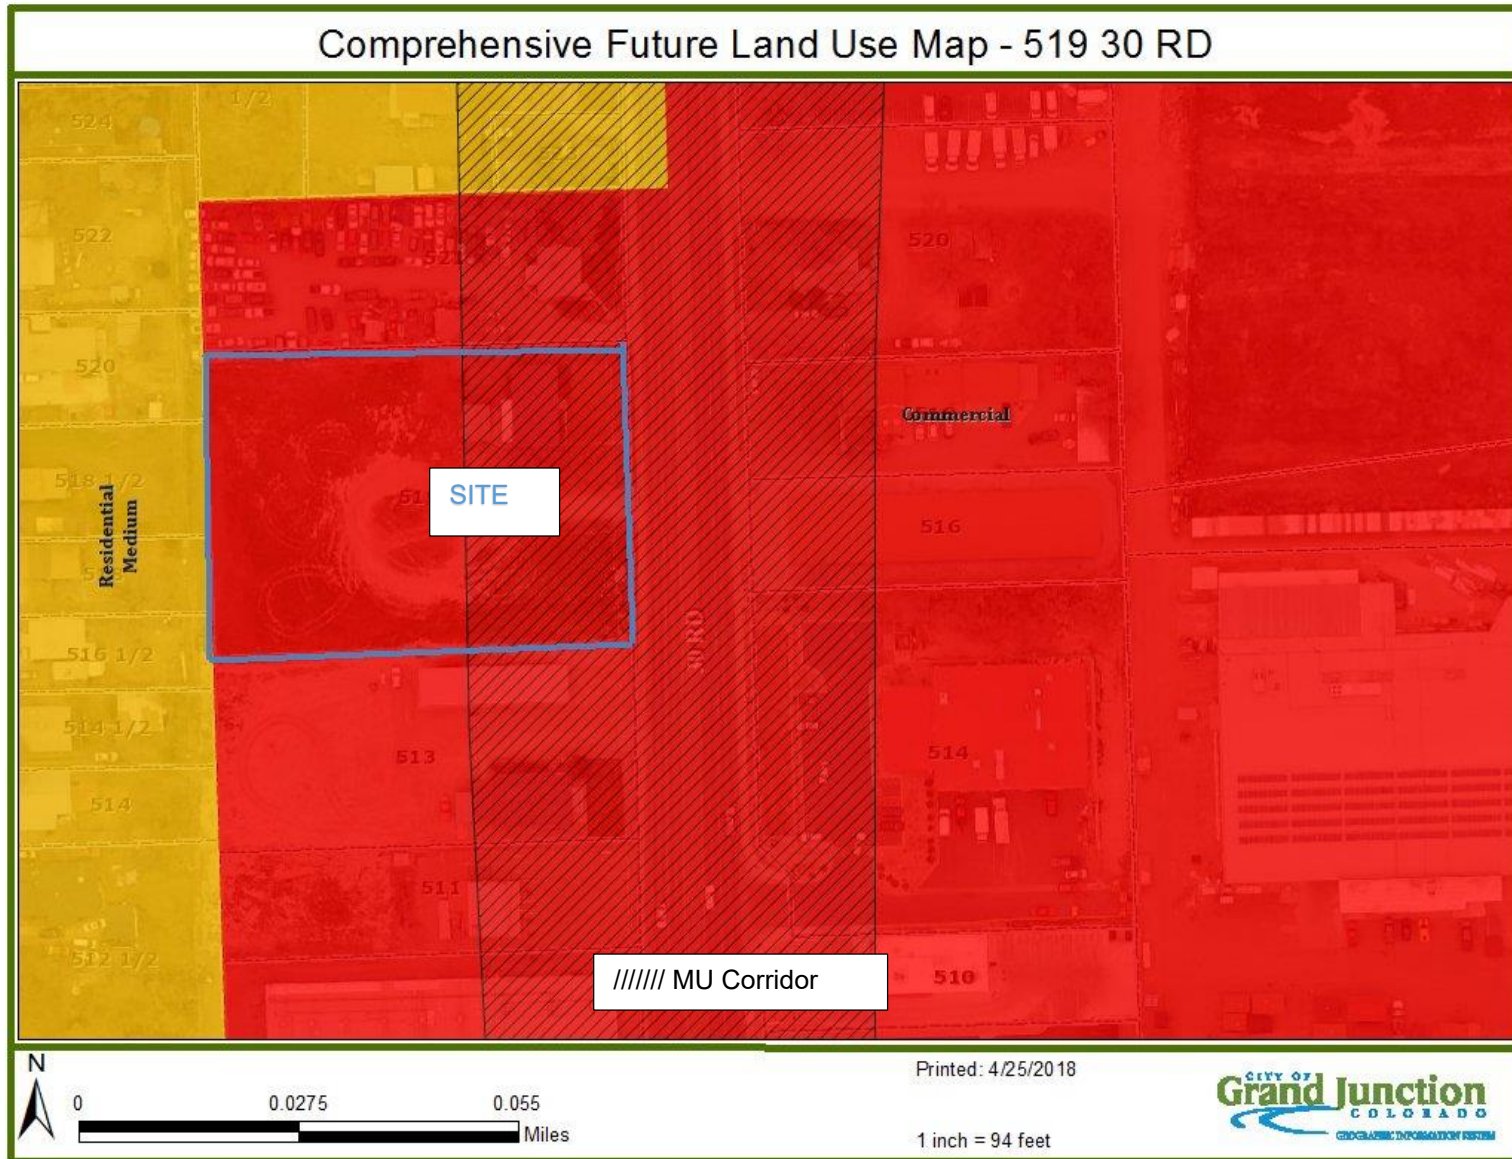 Comprehensive Future Land Use Map - 519 30 RD
1/2
524
522
521
520
520
Commercial
518 1/2
SITE
516
Residential
Medium
30 RD
516 1/2
514 1/2
513
514
514
511
512 1/2
/////// MU Corridor
510
N
0
0.0275
0.055
Miles
Printed: 4/25/2018
1 inch = 94 feet
CITY OF
Grand Junction
COLORADO
GEOGRAPHIC INFORMATION SYSTEM